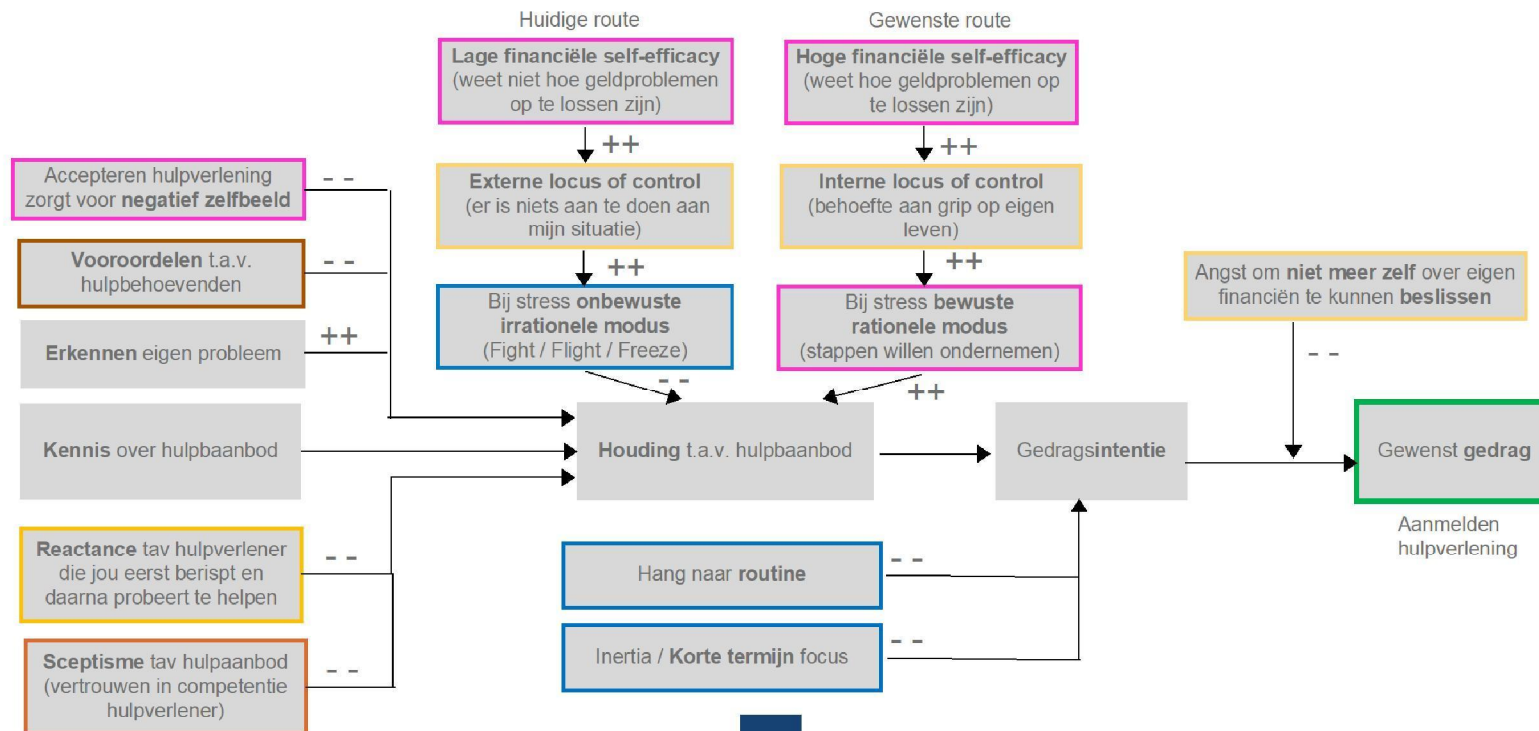 Huidige route
Gewenste route
Lage financiële self-efficacy
(weet niet hoe geldproblemen
op te lossen zijn)
Hoge financiële self-efficacy
(weet hoe geldproblemen op
te lossen zijn)
++
++
Accepteren hulpverlening
zorgt voor negatief zelfbeeld
- -
Externe locus of control
(er is niets aan te doen aan
mijn situatie)
Interne locus of control
(behoefte aan grip op eigen
leven)
Vooroordelen t.a.v.
hulpbehoevenden
- -
++
++
Angst om niet meer zelf over eigen
financiën te kunnen beslissen
- -
Bij stress onbewuste
irrationele modus
(Fight / Flight / Freeze)
Bij stress bewuste
rationele modus
(stappen willen ondernemen)
Erkennen eigen probleem
++
- -
++
Kennis over hulpbaanbod
Houding t.a.v. hulpbaanbod
Gedragsintentie
Gewenst gedrag
Aanmelden
hulpverlening
Reactance tav hulpverlener
die jou eerst berispt en
daarna probeert te helpen
- -
Hang naar routine
- -
Sceptisme tav hulpaanbod
(vertrouwen in competentie
hulpverlener)
- -
Inertia / Korte termijn focus
- -